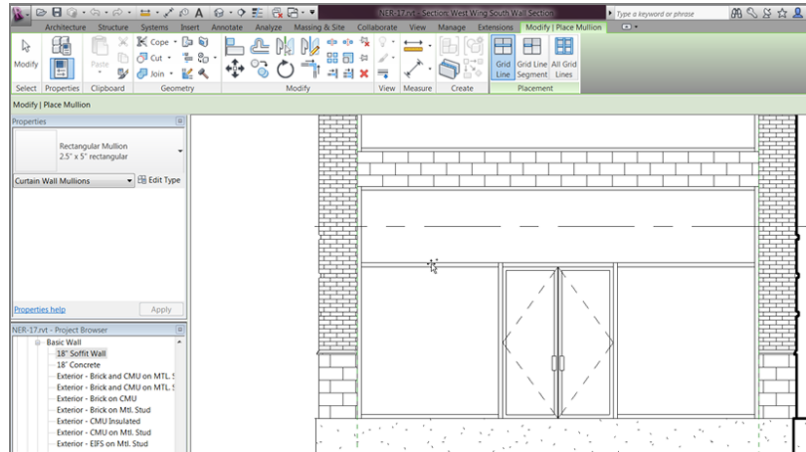 NER-17.rvt - Section: West Wing South Wall Section
Type a keyword or phrase
Architecture Structure Systems Insert Annotate Analyze Massing & Site Collaborate View Manage Extensions Modify | Place Mullion
Modify
Paste
Cope
Cut
Join
Grid Line
Grid Line Segment
All Grid Lines
Select Properties Clipboard Geometry Modify View Measure Create Placement
Modify | Place Mullion
Properties
Rectangular Mullion
2.5" x 5" rectangular
Curtain Wall Mullions
Edit Type
Properties help
Apply
NER-17.rvt - Project Browser
Basic Wall
18" Soffit Wall
18" Concrete
Exterior - Brick and CMU on MTL. S
Exterior - Brick and CMU on MTL. S
Exterior - Brick on CMU
Exterior - Brick on Mtl. Stud
Exterior - CMU Insulated
Exterior - CMU on Mtl. Stud
Exterior - EIFS on Mtl. Stud